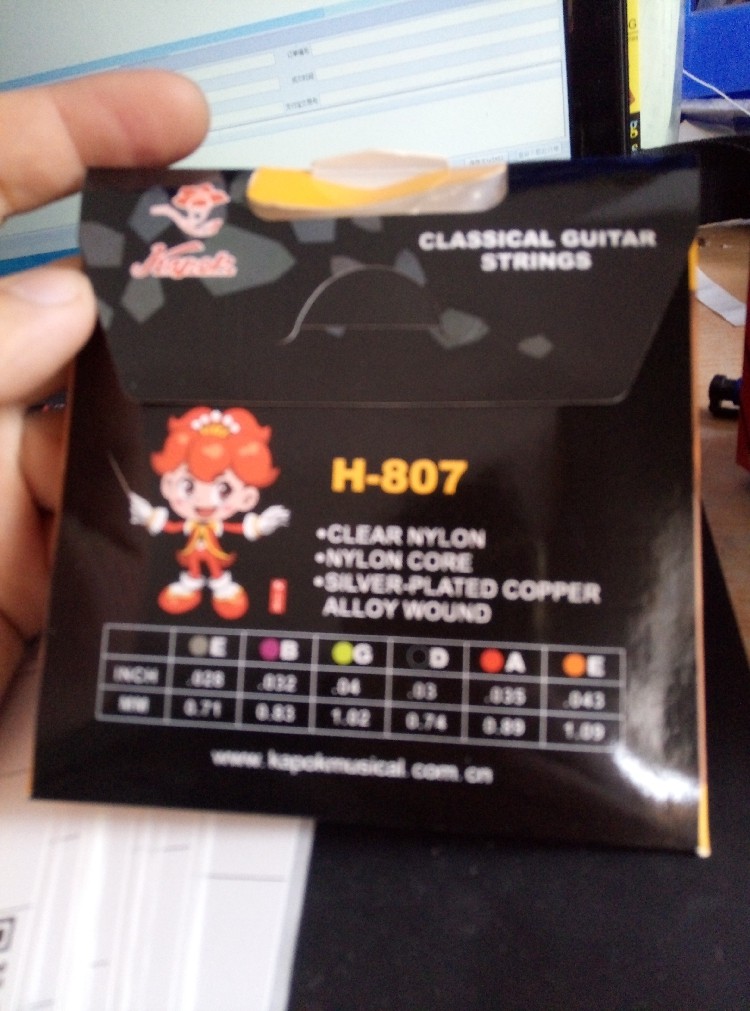 Kapok
CLASSICAL GUITAR
STRINGS
H-807
•CLEAR NYLON
•NYLON CORE
•SILVER-PLATED COPPER
ALLOY WOUND
E B G D A E
INCH .028 .032 .04 .03 .035 .043
MM 0.71 0.83 1.02 0.74 0.89 1.09
www.kapokmusical.com.cn